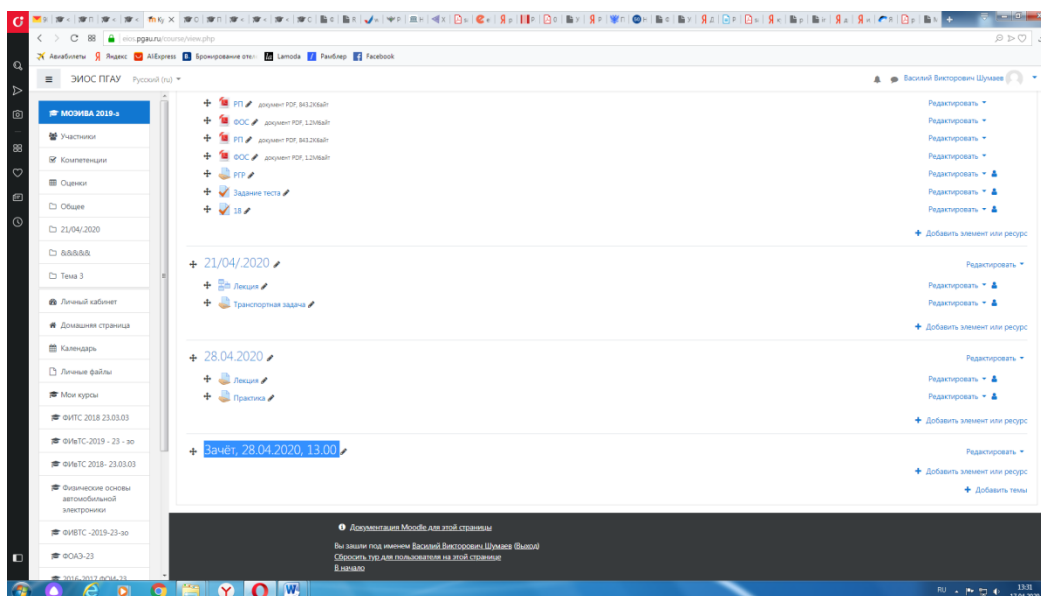 eios.pgau.ru/course/view.php
Авиабилеты Яндекс AliExpress Lamoda Рамблер Facebook
ЭИОС ПГАУ Русский (ru)
Василий Викторович Шумаев
МОЭИВА 2019-з
Участники
Компетенции
Оценки
Общее
21/04/.2020
&&&&&
Тема 3
Личный кабинет
Домашняя страница
Календарь
Личные файлы
Мои курсы
ФИТС 2018 23.03.03
ФИвТС-2019 - 23 - зо
ФИвТС 2018- 23.03.03
Физические основы
автомобильной
электроники
ФИВТС -2019-23-зо
ФОАЭ-23
2016-2017 ФОИ-23
РП документ PDF, 843.2Кбайт Редактировать
ФОС документ PDF, 1.2Мбайт Редактировать
РП документ PDF, 843.2Кбайт Редактировать
ФОС документ PDF, 1.2Мбайт Редактировать
РГР Редактировать
Задание теста Редактировать
18 Редактировать
Добавить элемент или ресурс
21/04/.2020 Редактировать
Лекция Редактировать
Транспортная задача Редактировать
Добавить элемент или ресурс
28.04.2020 Редактировать
Лекция Редактировать
Практика Редактировать
Добавить элемент или ресурс
Зачёт, 28.04.2020, 13.00 Редактировать
Добавить элемент или ресурс
Добавить темы
Документация Moodle для этой страницы
Вы зашли под именем Василий Викторович Шумаев (Выход)
Сбросить тур для пользователя на этой странице
В начало
RU 13:31